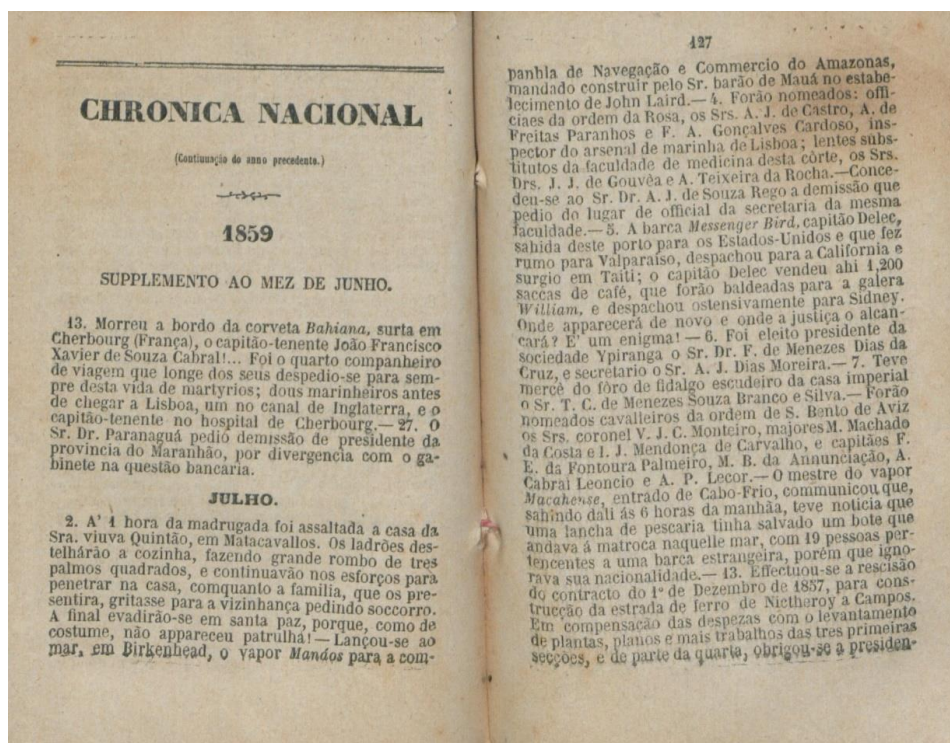 CHRONICA NACIONAL
(Continuação do anno precedente.)
1859
SUPPLEMENTO AO MEZ DE JUNHO.
13. Morreu a bordo da corveta Bahiana, surta em
Cherbourg (França), o capitão-tenente João Francisco
Xavier de Souza Cabral!... Foi o quarto companheiro
de viagem que longe dos seus despedio-se para sem-
pre desta vida de martyrios; dous marinheiros antes
de chegar a Lisboa, um no canal de Inglaterra, e o
capitão-tenente no hospital de Cherbourg.— 27. O
Sr. Dr. Paranaguá pedio demissão de presidente da
provincia do Maranhão, por divergencia com o ga-
binete na questão bancaria.
JULHO.
2. A' 1 hora da madrugada foi assaltada a casa da
Sra. viuva Quintão, em Matacavallos. Os ladrões des-
telhárão a cozinha, fazendo grande rombo de tres
palmos quadrados, e continuavão nos esforços para
penetrar na casa, comquanto a familia, que os pre-
sentira, gritasse para a vizinhança pedindo soccorro.
A final evadirão-se em santa paz, porque, como de
costume, não appareceu patrulha! — Lançou-se ao
mar, em Birkenhead, o vapor Manáos para a com-
127
panhia de Navegação e Commercio do Amazonas,
mandado construir pelo Sr. barão de Mauá no estabe-
lecimento de John Laird.— 4. Forão nomeados: offi-
ciaes da ordem da Rosa, os Srs. A. J. de Castro, A. de
Freitas Paranhos e F. A. Gonçalves Cardoso, ins-
pector do arsenal de marinha de Lisboa; lentes subs-
titutos da faculdade de medicina desta côrte, os Srs.
Drs. J. J. de Gouvêa e A. Teixeira da Rocha.—Conce-
deu-se ao Sr. Dr. A. J. de Souza Rego a demissão que
pedio do lugar de official da secretaria da mesma
faculdade.— 5. A barca Messenger Bird, capitão Delec,
sahida deste porto para os Estados-Unidos e que fez
rumo para Valparaiso, despachou para a California e
surgio em Taiti; o capitão Delec vendeu ahi 1,200
saccas de café, que forão baldeadas para a galera
William, e despachou ostensivamente para Sidney.
Onde apparecerá de novo e onde a justiça o alcan-
çará? E' um enigma! — 6. Foi eleito presidente da
sociedade Ypiranga o Sr. Dr. F. de Menezes Dias da
Cruz, e secretario o Sr. A. J. Dias Moreira.— 7. Teve
mercê do fôro de fidalgo escudeiro da casa imperial
o Sr. T. C. de Menezes Souza Branco e Silva.— Forão
nomeados cavalleiros da ordem de S. Bento de Aviz
os Srs. coronel V. J. C. Monteiro, majores M. Machado
da Costa e I. J. Mendonça de Carvalho, e capitães F.
E. da Fontoura Palmeiro, M. B. da Annunciação, A.
Cabral Leoncio e A. P. Lecor.— O mestre do vapor
Macahense, entrado de Cabo-Frio, communicou que,
sahindo dali ás 6 horas da manhãa, teve noticia que
uma lancha de pescaria tinha salvado um bote que
andava á matroca naquelle mar, com 19 pessoas per-
tencentes a uma barca estrangeira, porém que igno-
rava sua nacionalidade.— 13. Effectuou-se a rescisão
do contracto do 1º de Dezembro de 1857, para cons-
trucção da estrada de ferro de Nictheroy a Campos.
Em compensação das despezas com o levantamento
de plantas, planos e mais trabalhos das tres primeiras
secções, e de parte da quarta, obrigou-se a presiden-